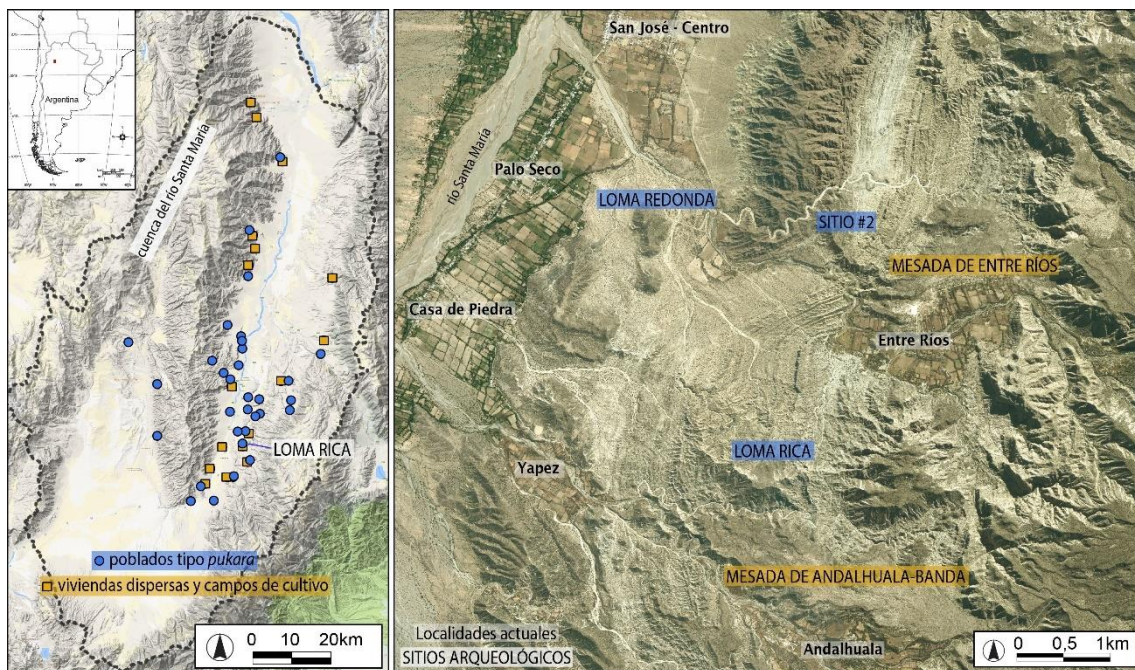 Argentina
cuenca del río Santa María
LOMA RICA
poblados tipo pukara
viviendas dispersas y campos de cultivo
0 10 20km
San José - Centro
río Santa María
Palo Seco
LOMA REDONDA
SITIO #2
MESADA DE ENTRE RÍOS
Casa de Piedra
Entre Ríos
LOMA RICA
Yapez
MESADA DE ANDALHUALA-BANDA
Localidades actuales
SITIOS ARQUEOLÓGICOS
Andalhuala
0 0,5 1km